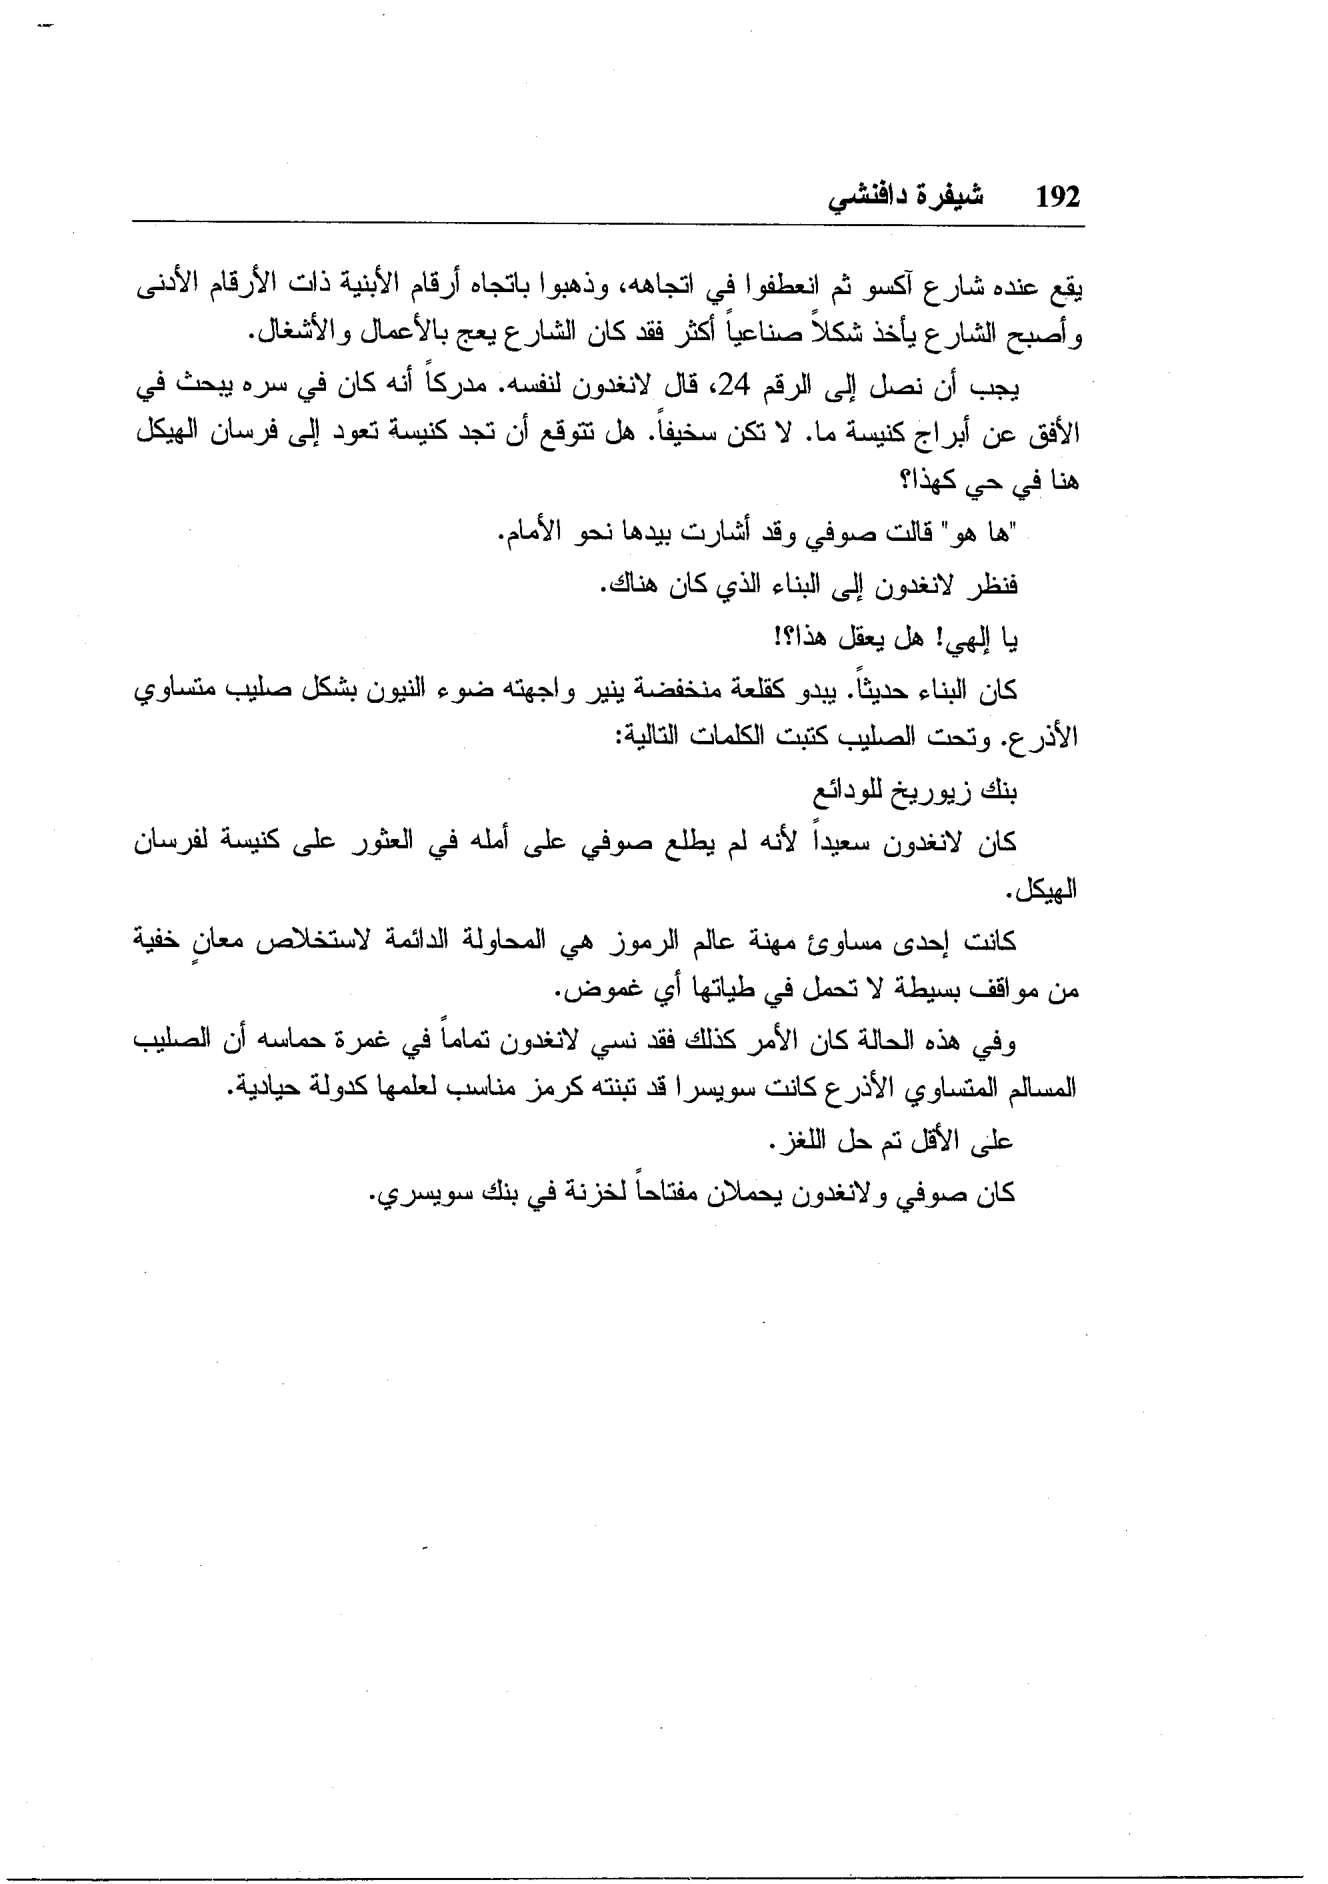 192 شيفرة دافنشي
يقع عنده شارع آكسو ثم انعطفوا في اتجاهه، وذهبوا باتجاه أرقام الأبنية ذات الأرقام الأدنى
وأصبح الشارع يأخذ شكلاً صناعياً أكثر فقد كان الشارع يعج بالأعمال والأشغال.
يجب أن نصل إلى الرقم 24، قال لانغدون لنفسه. مدركاً أنه كان في سره يبحث في
الأفق عن أبراج كنيسة ما. لا تكن سخيفاً. هل تتوقع أن تجد كنيسة تعود إلى فرسان الهيكل
هنا في حي كهذا؟
"ها هو" قالت صوفي وقد أشارت بيدها نحو الأمام.
فنظر لانغدون إلى البناء الذي كان هناك.
يا إلهي! هل يعقل هذا؟!
كان البناء حديثاً. يبدو كقلعة منخفضة ينير واجهته ضوء النيون بشكل صليب متساوي
الأذرع. وتحت الصليب كتبت الكلمات التالية:
بنك زيوريخ للودائع
كان لانغدون سعيداً لأنه لم يطلع صوفي على أمله في العثور على كنيسة لفرسان
الهيكل.
كانت إحدى مساوئ مهنة عالم الرموز هي المحاولة الدائمة لاستخلاص معانٍ خفية
من مواقف بسيطة لا تحمل في طياتها أي غموض.
وفي هذه الحالة كان الأمر كذلك فقد نسي لانغدون تماماً في غمرة حماسه أن الصليب
المسالم المتساوي الأذرع كانت سويسرا قد تبنته كرمز مناسب لعلمها كدولة حيادية.
على الأقل تم حل اللغز.
كان صوفي ولانغدون يحملان مفتاحاً لخزنة في بنك سويسري.